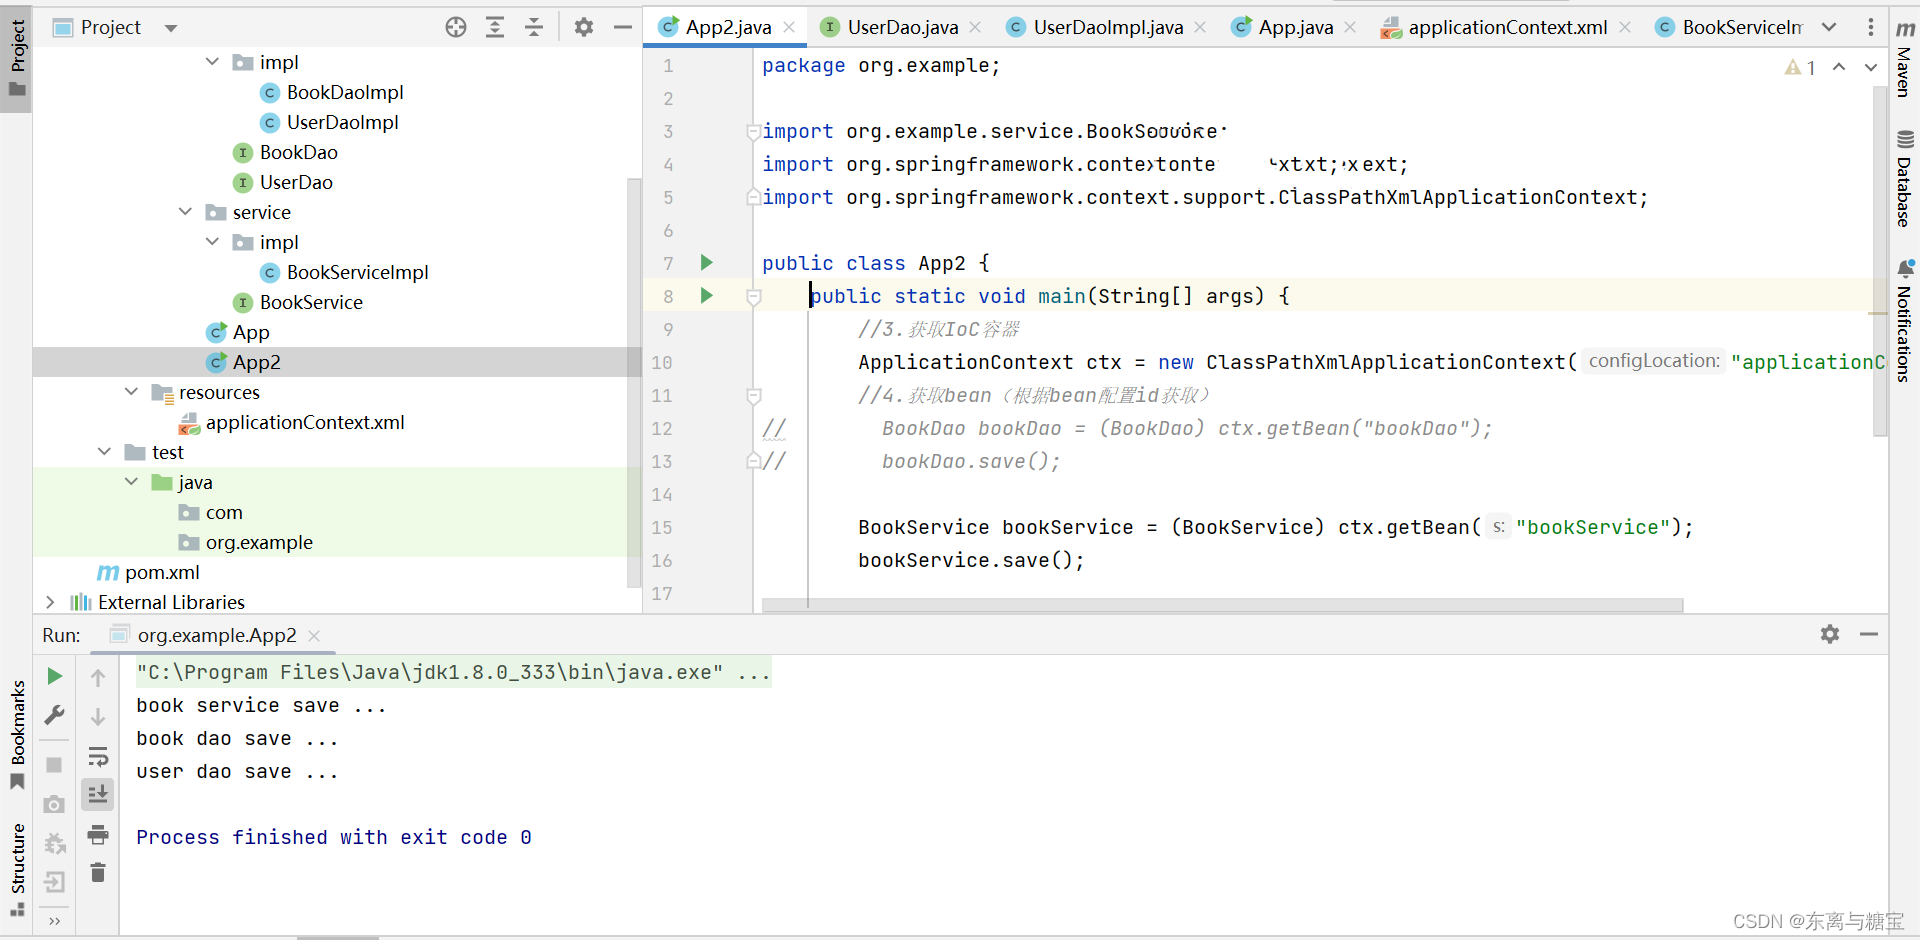 Project
App2.java
UserDao.java
UserDaoImpl.java
App.java
applicationContext.xml
BookServiceIm
impl
BookDaoImpl
UserDaoImpl
BookDao
UserDao
service
impl
BookServiceImpl
BookService
App
App2
resources
applicationContext.xml
test
java
com
org.example
pom.xml
External Libraries
1 package org.example;
2
3 import org.example.service.
4 import org.springframework.
5 import org.springframework.context.support.ClassPathXmlApplicationContext;
6
7 public class App2 {
8 public static void main(String[] args) {
9 //3.获取IoC容器
10 ApplicationContext ctx = new ClassPathXmlApplicationContext( configLocation: "applicationC
11 //4.获取bean（根据bean配置id获取）
12 // BookDao bookDao = (BookDao) ctx.getBean("bookDao");
13 // bookDao.save();
14
15 BookService bookService = (BookService) ctx.getBean( s: "bookService");
16 bookService.save();
17
1
Run:
org.example.App2
"C:\Program Files\Java\jdk1.8.0_333\bin\java.exe" ...
book service save ...
book dao save ...
user dao save ...
Process finished with exit code 0
Project
Bookmarks
Structure
Maven
Database
Notifications
CSDN @东离与糖宝